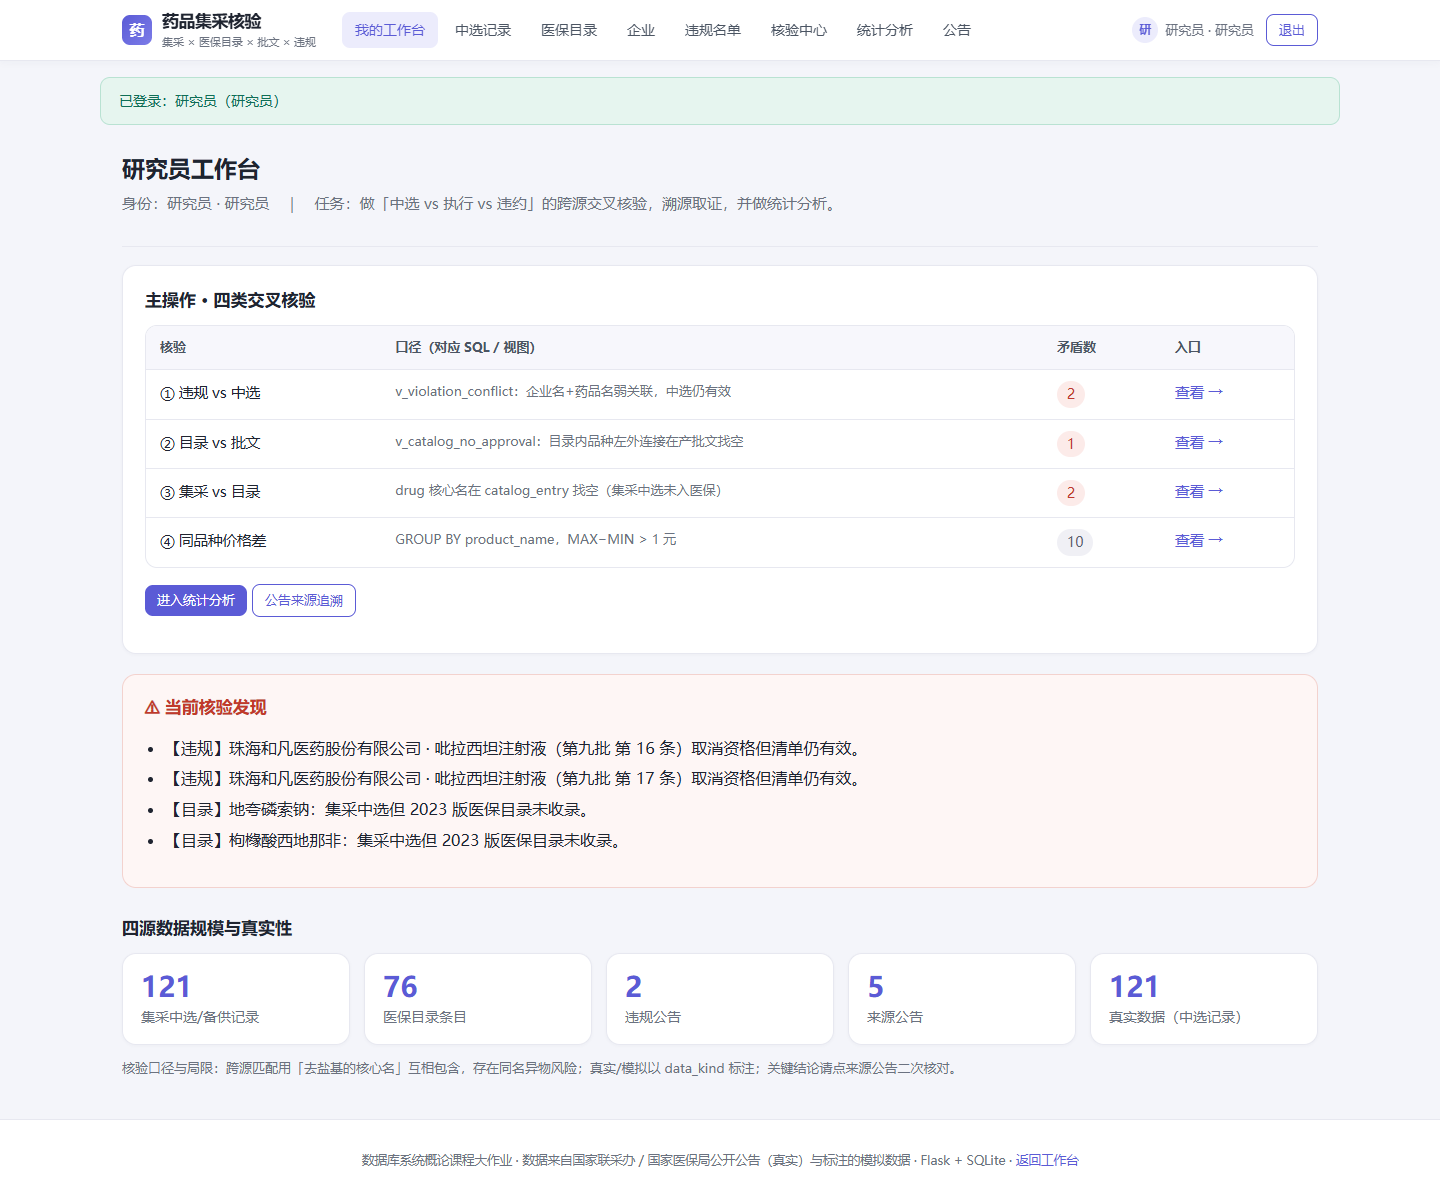 药
药品集采核验
集采 × 医保目录 × 批文 × 违规
我的工作台 中选记录 医保目录 企业 违规名单 核验中心 统计分析 公告
研 研究员 · 研究员 退出
已登录：研究员（研究员）
研究员工作台
身份：研究员 · 研究员 | 任务：做「中选 vs 执行 vs 违约」的跨源交叉核验，溯源取证，并做统计分析。
主操作 · 四类交叉核验
核验 口径（对应 SQL / 视图） 矛盾数 入口
① 违规 vs 中选 v_violation_conflict：企业名+药品名弱关联，中选仍有效 2 查看 →
② 目录 vs 批文 v_catalog_no_approval：目录内品种左外连接在产批文找空 1 查看 →
③ 集采 vs 目录 drug 核心名在 catalog_entry 找空（集采中选未入医保） 2 查看 →
④ 同品种价格差 GROUP BY product_name，MAX−MIN > 1 元 10 查看 →
进入统计分析 公告来源追溯
⚠ 当前核验发现
• 【违规】珠海和凡医药股份有限公司 · 吡拉西坦注射液（第九批 第 16 条）取消资格但清单仍有效。
• 【违规】珠海和凡医药股份有限公司 · 吡拉西坦注射液（第九批 第 17 条）取消资格但清单仍有效。
• 【目录】地夸磷索钠：集采中选但 2023 版医保目录未收录。
• 【目录】枸橼酸西地那非：集采中选但 2023 版医保目录未收录。
四源数据规模与真实性
121 76 2 5 121
集采中选/备供记录 医保目录条目 违规公告 来源公告 真实数据（中选记录）
核验口径与局限：跨源匹配用「去盐基的核心名」互相包含，存在同名异物风险；真实/模拟以 data_kind 标注；关键结论请点来源公告二次核对。
数据库系统概论课程大作业 · 数据来自国家联采办 / 国家医保局公开公告（真实）与标注的模拟数据 · Flask + SQLite · 返回工作台